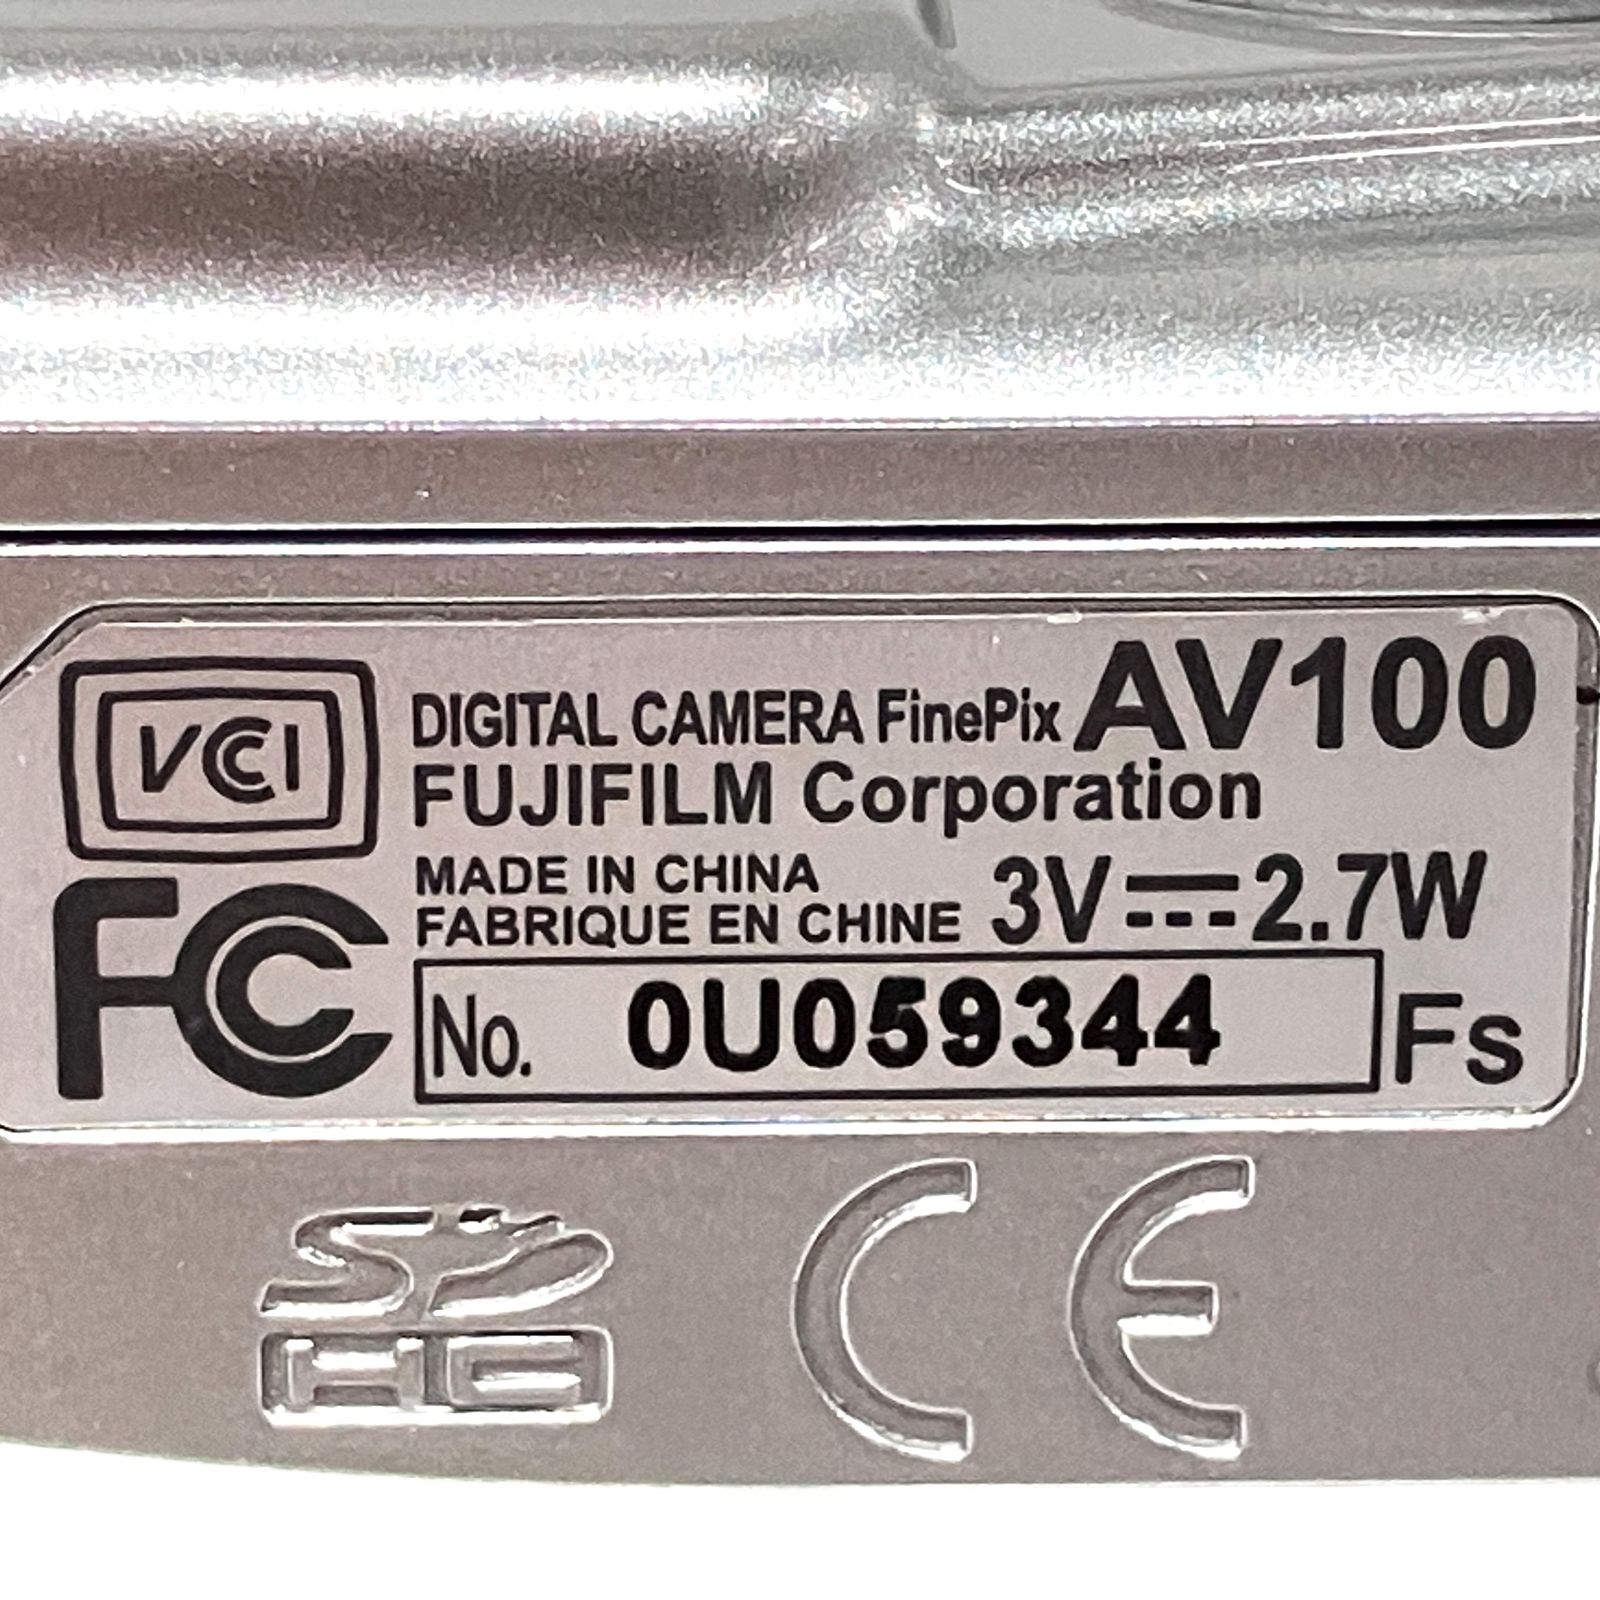 VCCI
DIGITAL CAMERA FinePix AV100
FUJIFILM Corporation
MADE IN CHINA
FABRIQUE EN CHINE 3V⎓2.7W
FC
No. 0U059344 Fs
SD
HC
CE